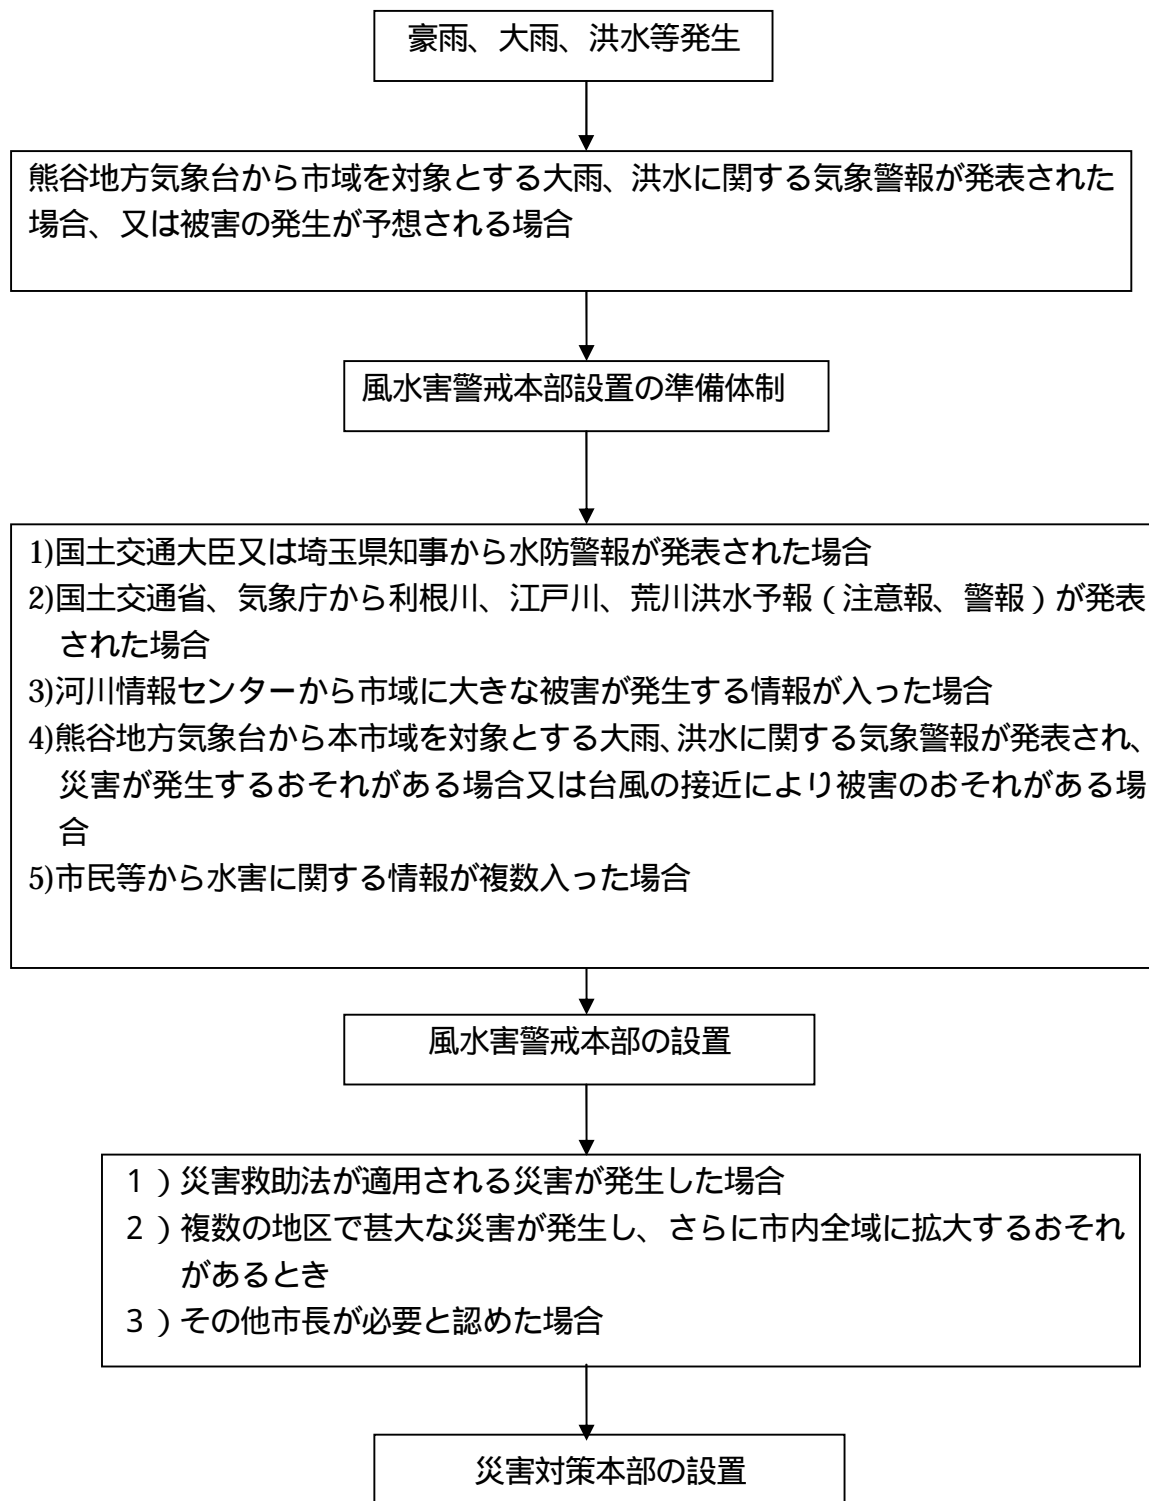 豪雨、大雨、洪水等発生
熊谷地方気象台から市域を対象とする大雨、洪水に関する気象警報が発表された
場合、又は被害の発生が予想される場合
風水害警戒本部設置の準備体制
1)国土交通大臣又は埼玉県知事から水防警報が発表された場合
2)国土交通省、気象庁から利根川、江戸川、荒川洪水予報（注意報、警報）が発表
された場合
3)河川情報センターから市域に大きな被害が発生する情報が入った場合
4)熊谷地方気象台から本市域を対象とする大雨、洪水に関する気象警報が発表され、
災害が発生するおそれがある場合又は台風の接近により被害のおそれがある場
合
5)市民等から水害に関する情報が複数入った場合
風水害警戒本部の設置
１）災害救助法が適用される災害が発生した場合
２）複数の地区で甚大な災害が発生し、さらに市内全域に拡大するおそれ
があるとき
３）その他市長が必要と認めた場合
災害対策本部の設置